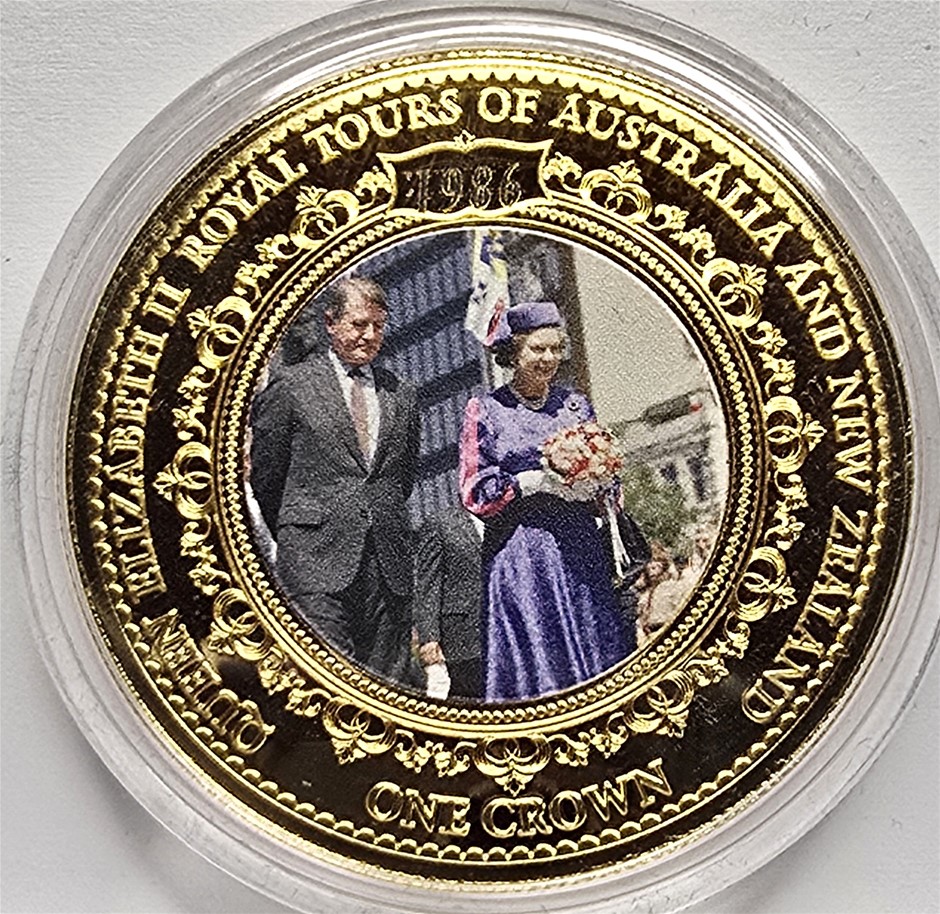 QUEEN ELIZABETH II ROYAL TOURS OF AUSTRALIA AND NEW ZEALAND
1986
ONE CROWN